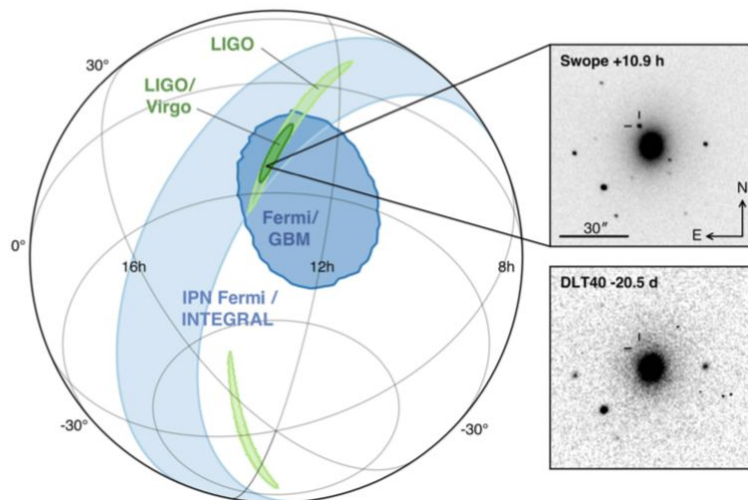 LIGO
30°
LIGO/
Virgo
0°
Fermi/
GBM
16h
12h
8h
IPN Fermi /
INTEGRAL
-30°
-30°
Swope +10.9 h
N
30"
E
DLT40 -20.5 d